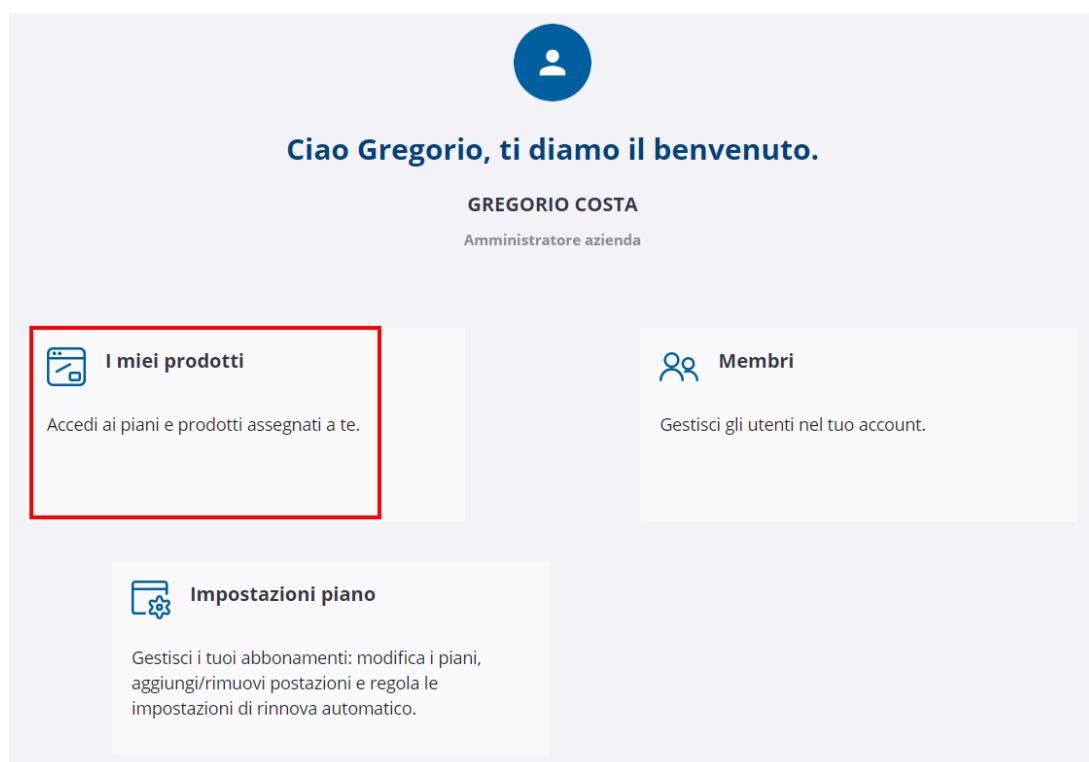 Ciao Gregorio, ti diamo il benvenuto.
GREGORIO COSTA
Amministratore azienda
I miei prodotti
Accedi ai piani e prodotti assegnati a te.
Membri
Gestisci gli utenti nel tuo account.
Impostazioni piano
Gestisci i tuoi abbonamenti: modifica i piani,
aggiungi/rimuovi postazioni e regola le
impostazioni di rinnova automatico.